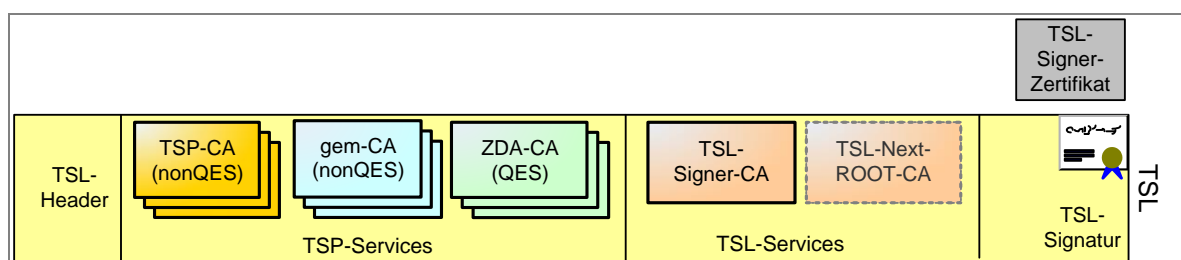 TSL-
Signer-
Zertifikat
TSL-
Header
TSP-CA
(nonQES)
gem-CA
(nonQES)
ZDA-CA
(QES)
TSP-Services
TSL-
Signer-CA
TSL-Next-
ROOT-CA
TSL-Services
TSL-
Signatur
TSL